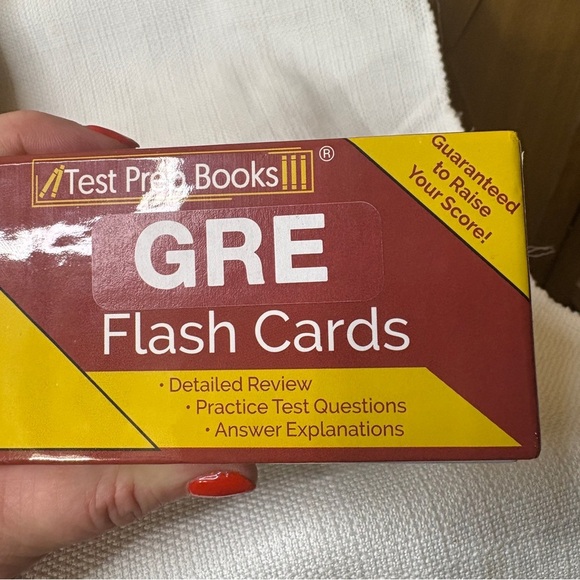 Test Prep Books ®
GRE
Flash Cards
Guaranteed
to Raise
Your Score!
· Detailed Review
· Practice Test Questions
· Answer Explanations